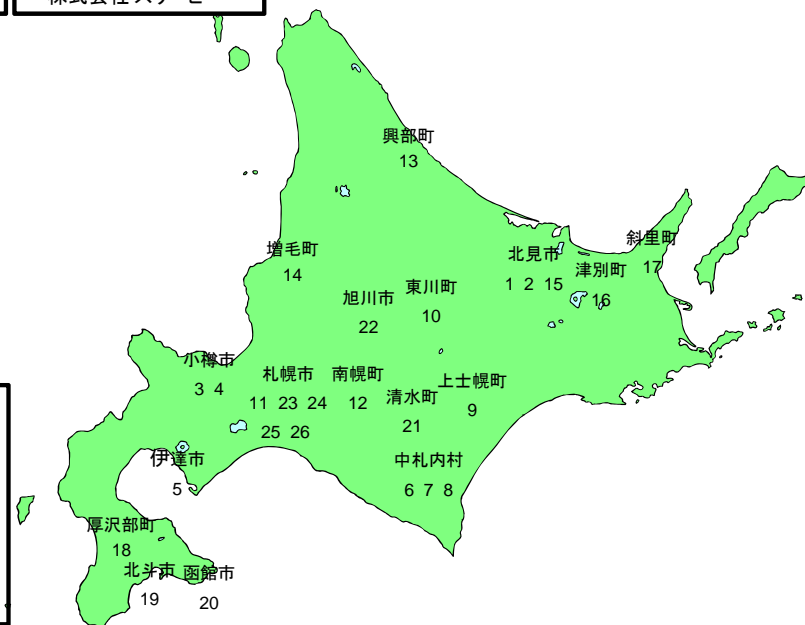 興部町
13
斜里町
17
増毛町
14
北見市
1 2 15
津別町
16
旭川市
22
東川町
10
小樽市
3 4
札幌市
11 23 24
25 26
南幌町
12
清水町
21
上士幌町
9
伊達市
5
中札内村
6 7 8
厚沢部町
18
北斗市
19
函館市
20